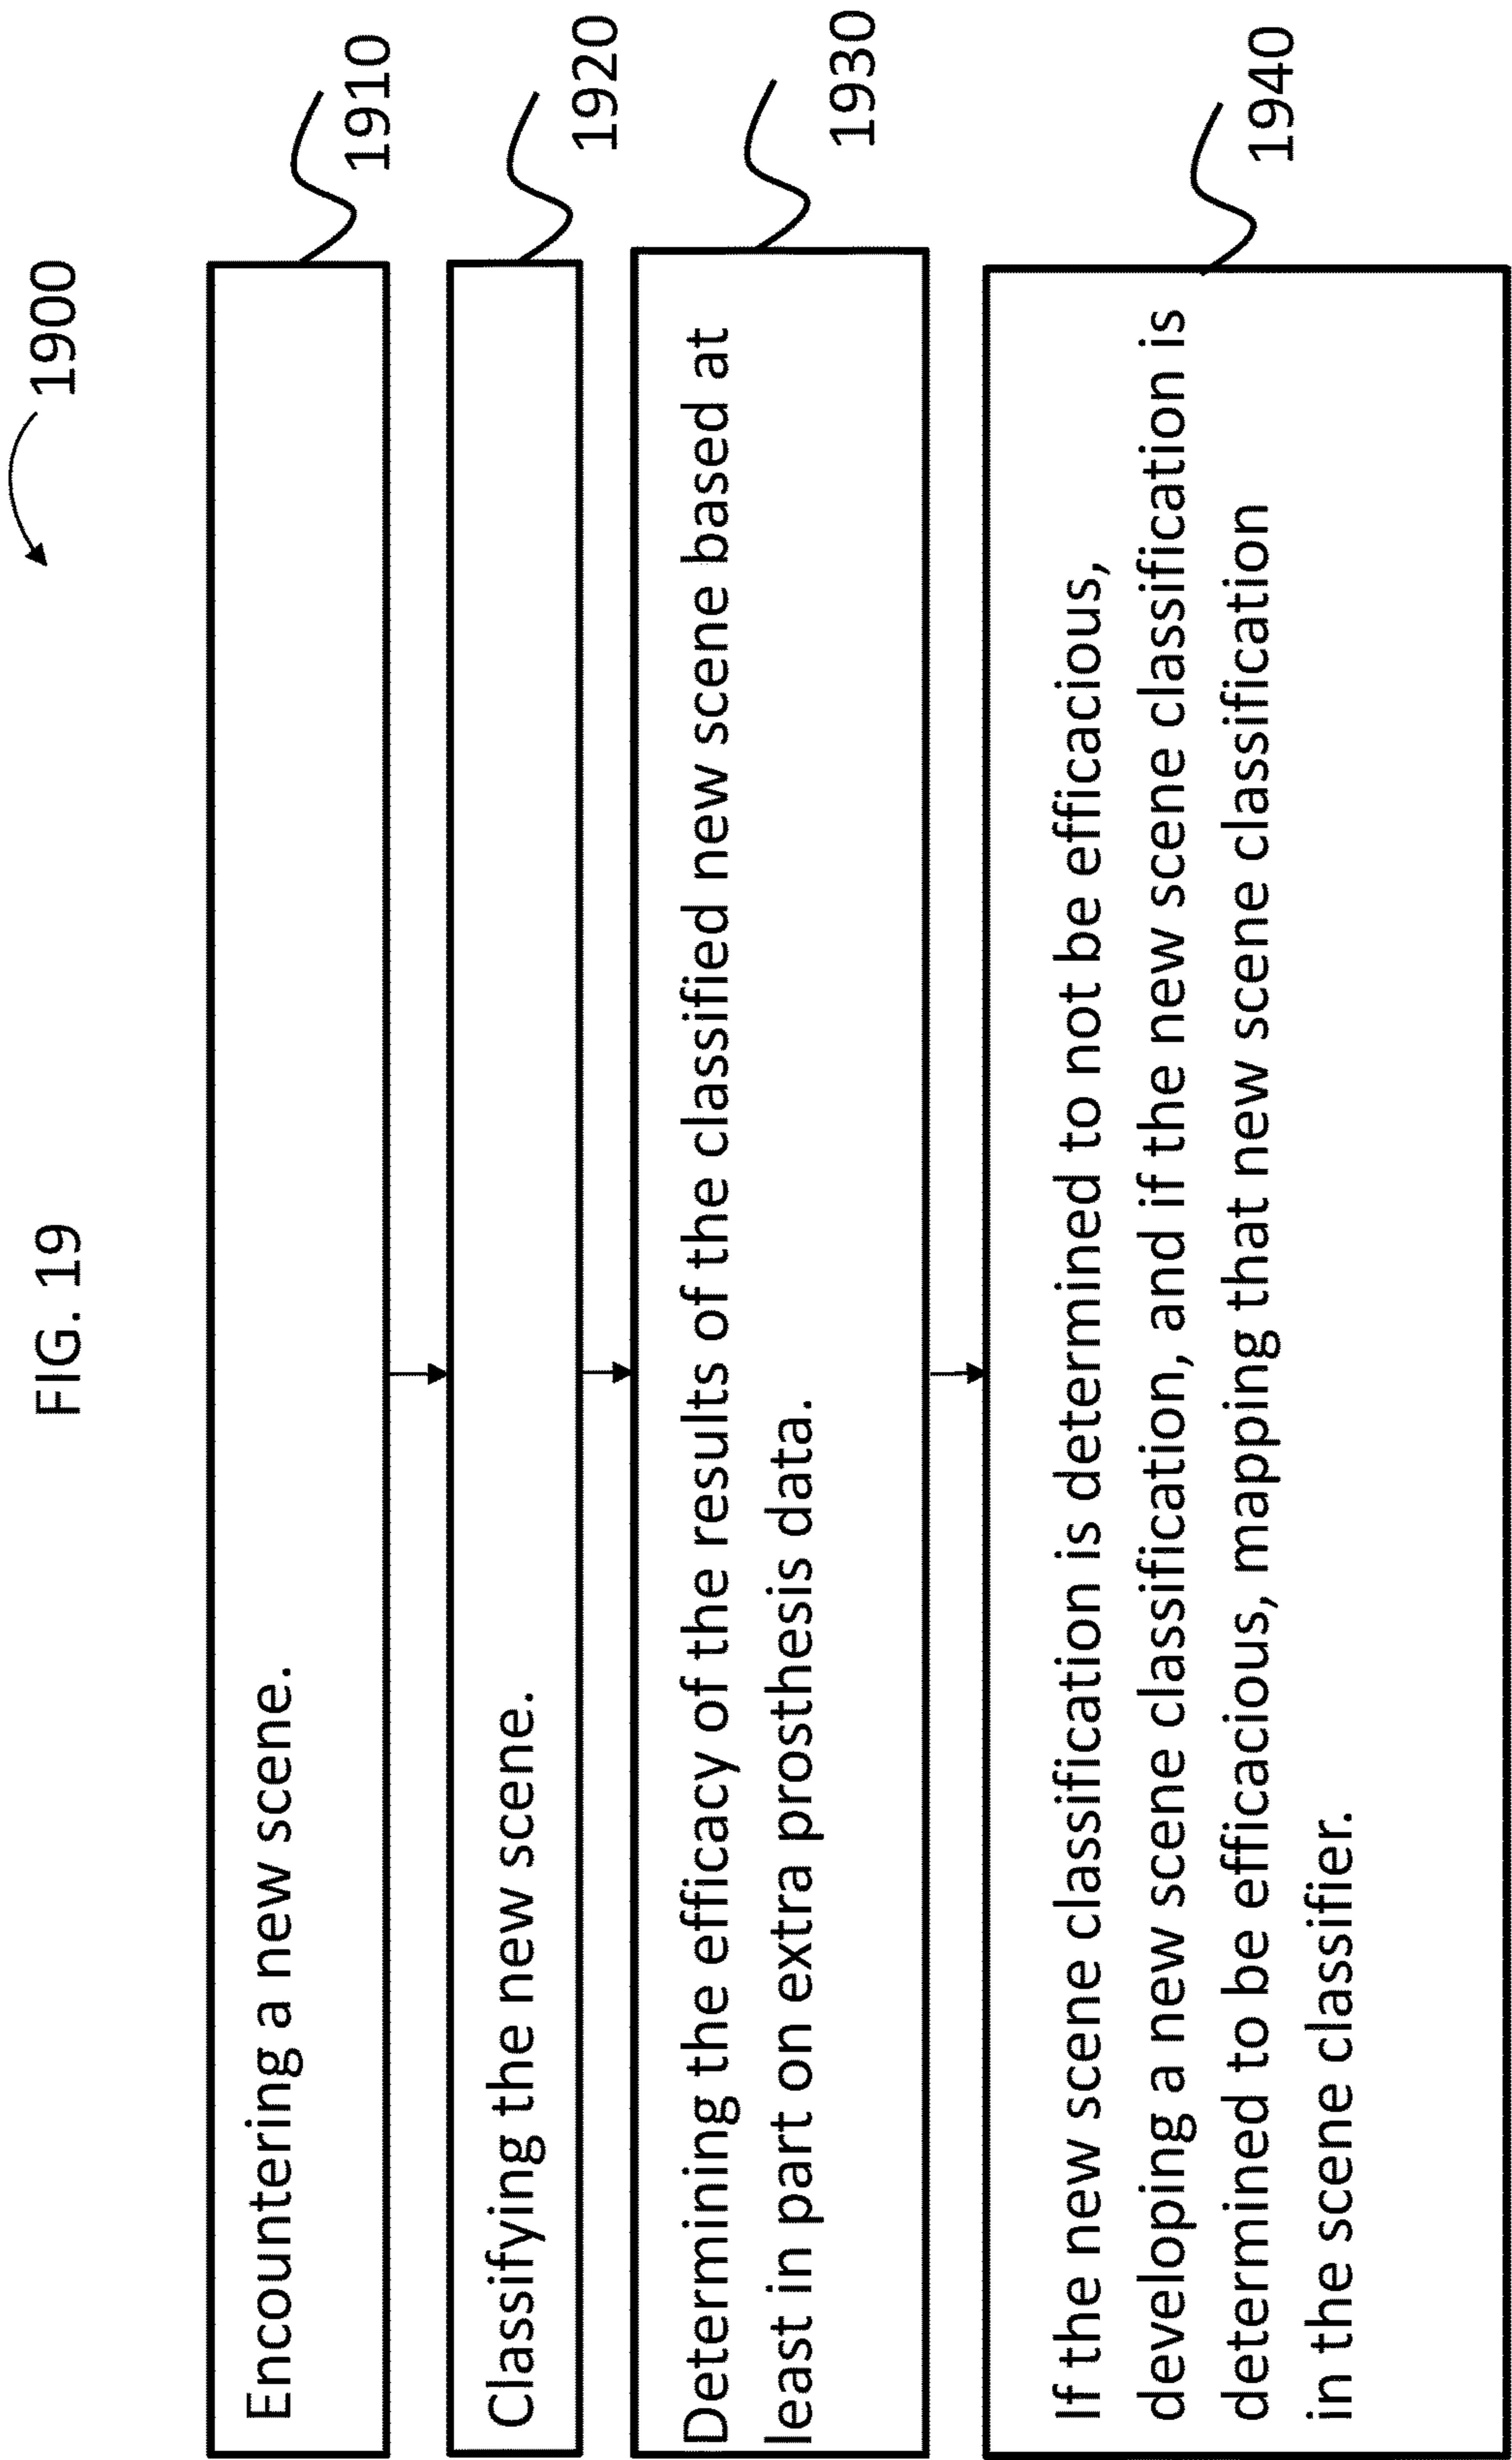 FIG. 19
1900
Encountering a new scene.
1910
Classifying the new scene.
1920
Determining the efficacy of the results of the classified new scene based at
least in part on extra prosthesis data.
1930
If the new scene classification is determined to not be efficacious,
developing a new scene classification, and if the new scene classification is
determined to be efficacious, mapping that new scene classification
in the scene classifier.
1940